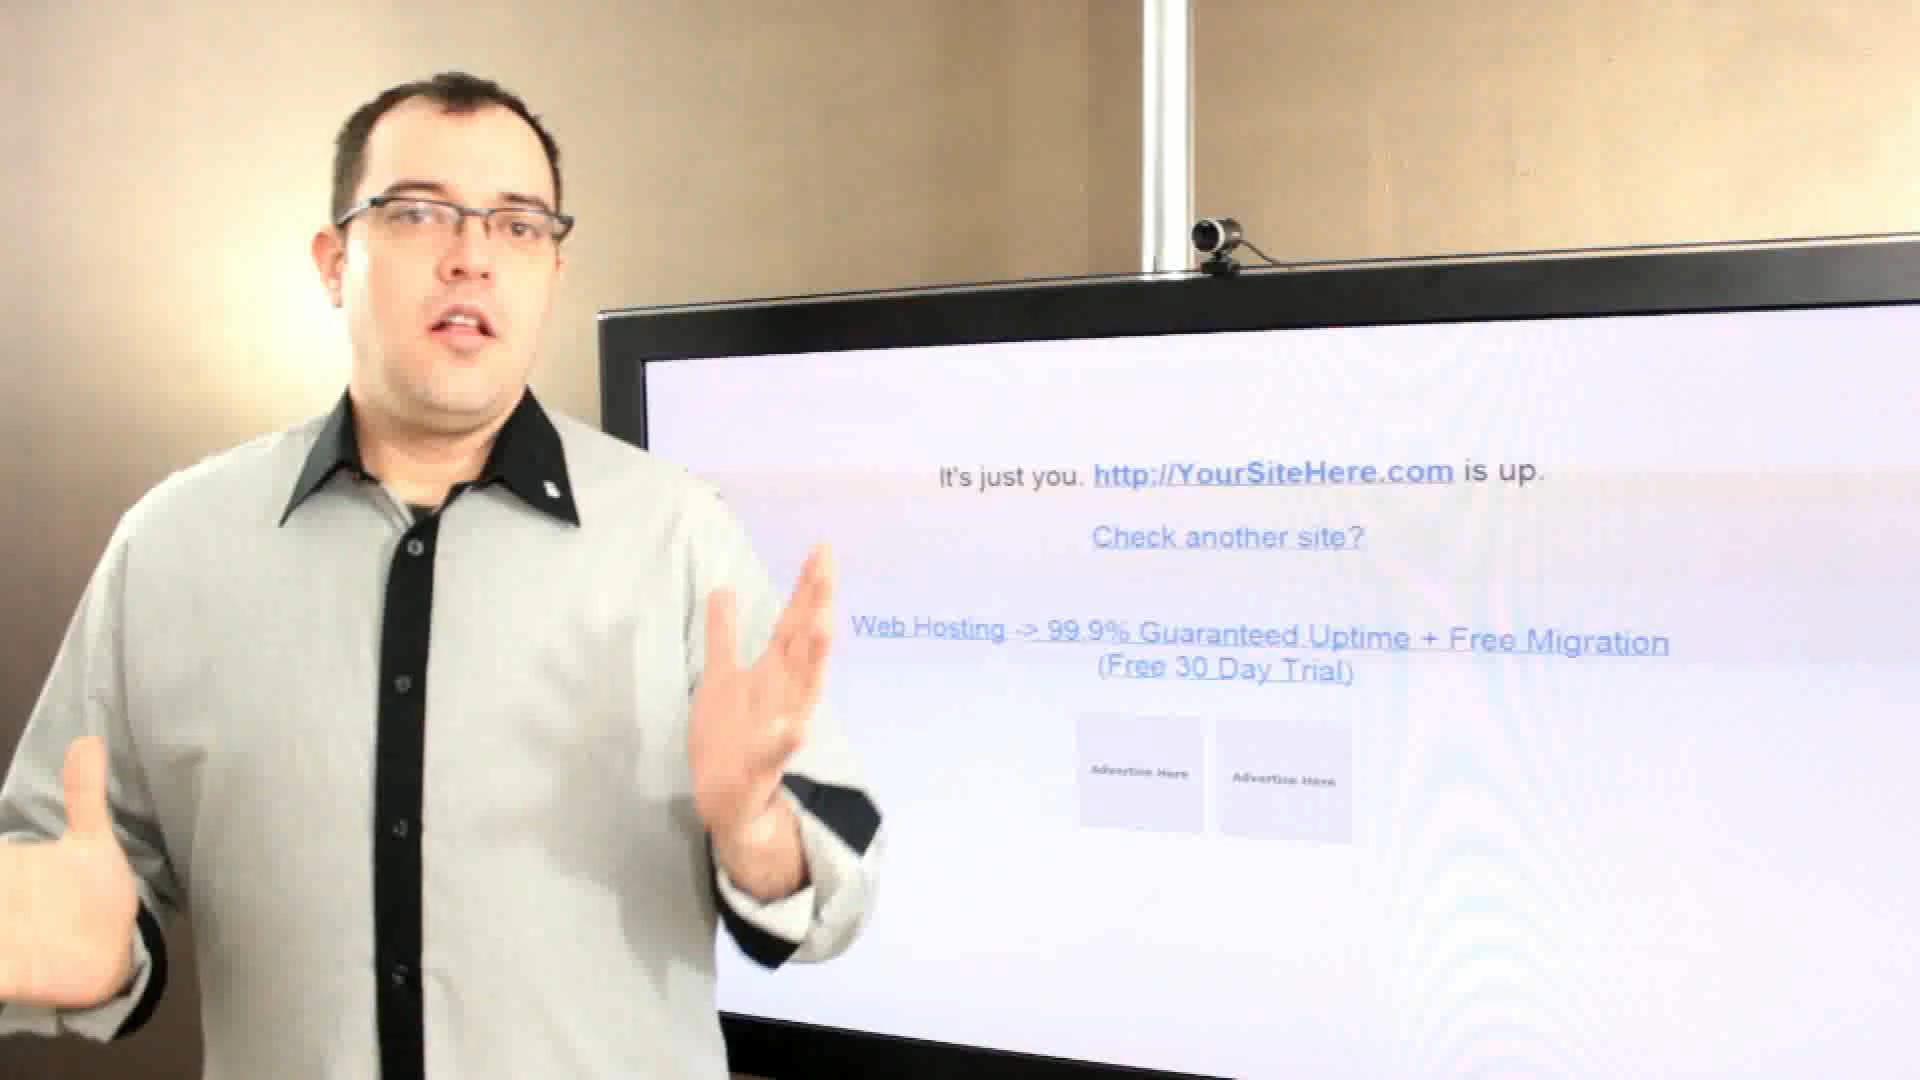 It's just you. http://YourSiteHere.com is up.
Check another site?
Web Hosting -> 99.9% Guaranteed Uptime + Free Migration
(Free 30 Day Trial)
Advertise Here
Advertise Here